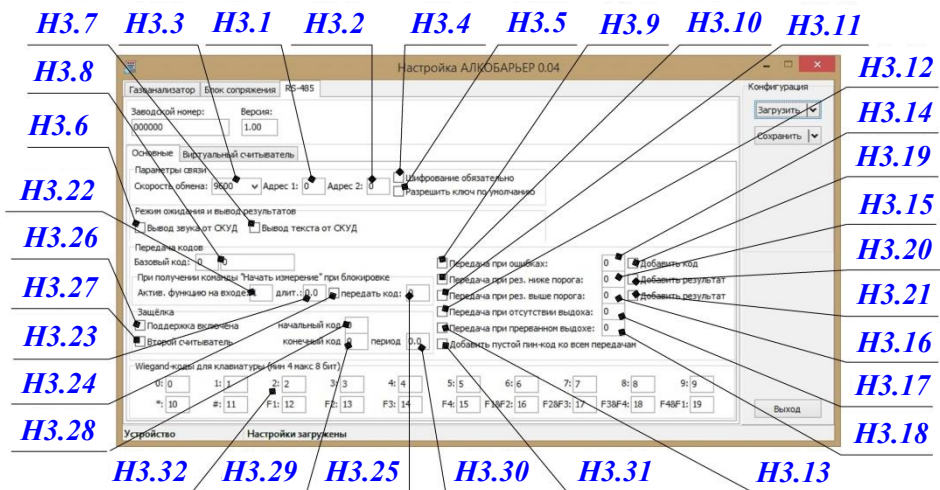 Н3.7 Н3.3 Н3.1 Н3.2 Н3.4 Н3.5 Н3.9 Н3.10 Н3.11
Н3.8
Н3.6
Н3.22
Н3.26
Н3.27
Н3.23
Н3.24
Н3.28
Н3.12
Н3.14
Н3.19
Н3.15
Н3.20
Н3.21
Н3.16
Н3.17
Н3.18
Настройка АЛКОБАРЬЕР 0.04
Газоанализатор Блок сопряжения RS-485
Конфигурация
Загрузить
Сохранить
Заводской номер: Версия:
000000 1.00
Основные Виртуальный считыватель
Параметры связи
Скорость обмена: 9600 Адрес 1: 0 Адрес 2: 0
Шифрование обязательно
Разрешить ключ по умолчанию
Режим ожидания и вывод результатов
Вывод звука от СКУД Вывод текста от СКУД
Передача кодов
Базовый код: 0 0
При получении команды "Начать измерение" при блокировке
Актив. функцию на входе: длит.: 0.0 передать код: 0
Защёлка
Поддержка включена начальный код 0
Второй считыватель конечный код 0 период 0.0
Передача при ошибках: 0 Добавить код
Передача при рез. ниже порога: 0 Добавить результат
Передача при рез. выше порога: 0 Добавить результат
Передача при отсутствии выдоха: 0
Передача при прерванном выдохе: 0
Добавить пустой пин-код ко всем передачам
Wiegand-коды для клавиатуры (мин 4 макс 8 бит)
0: 0 1: 1 2: 2 3: 3 4: 4 5: 5 6: 6 7: 7 8: 8 9: 9
*: 10 #: 11 F1: 12 F2: 13 F3: 14 F4: 15 F1&F2: 16 F2&F3: 17 F3&F4: 18 F4&F1: 19
Выход
Устройство Настройки загружены
Н3.32 Н3.29 Н3.25 Н3.30 Н3.31 Н3.13